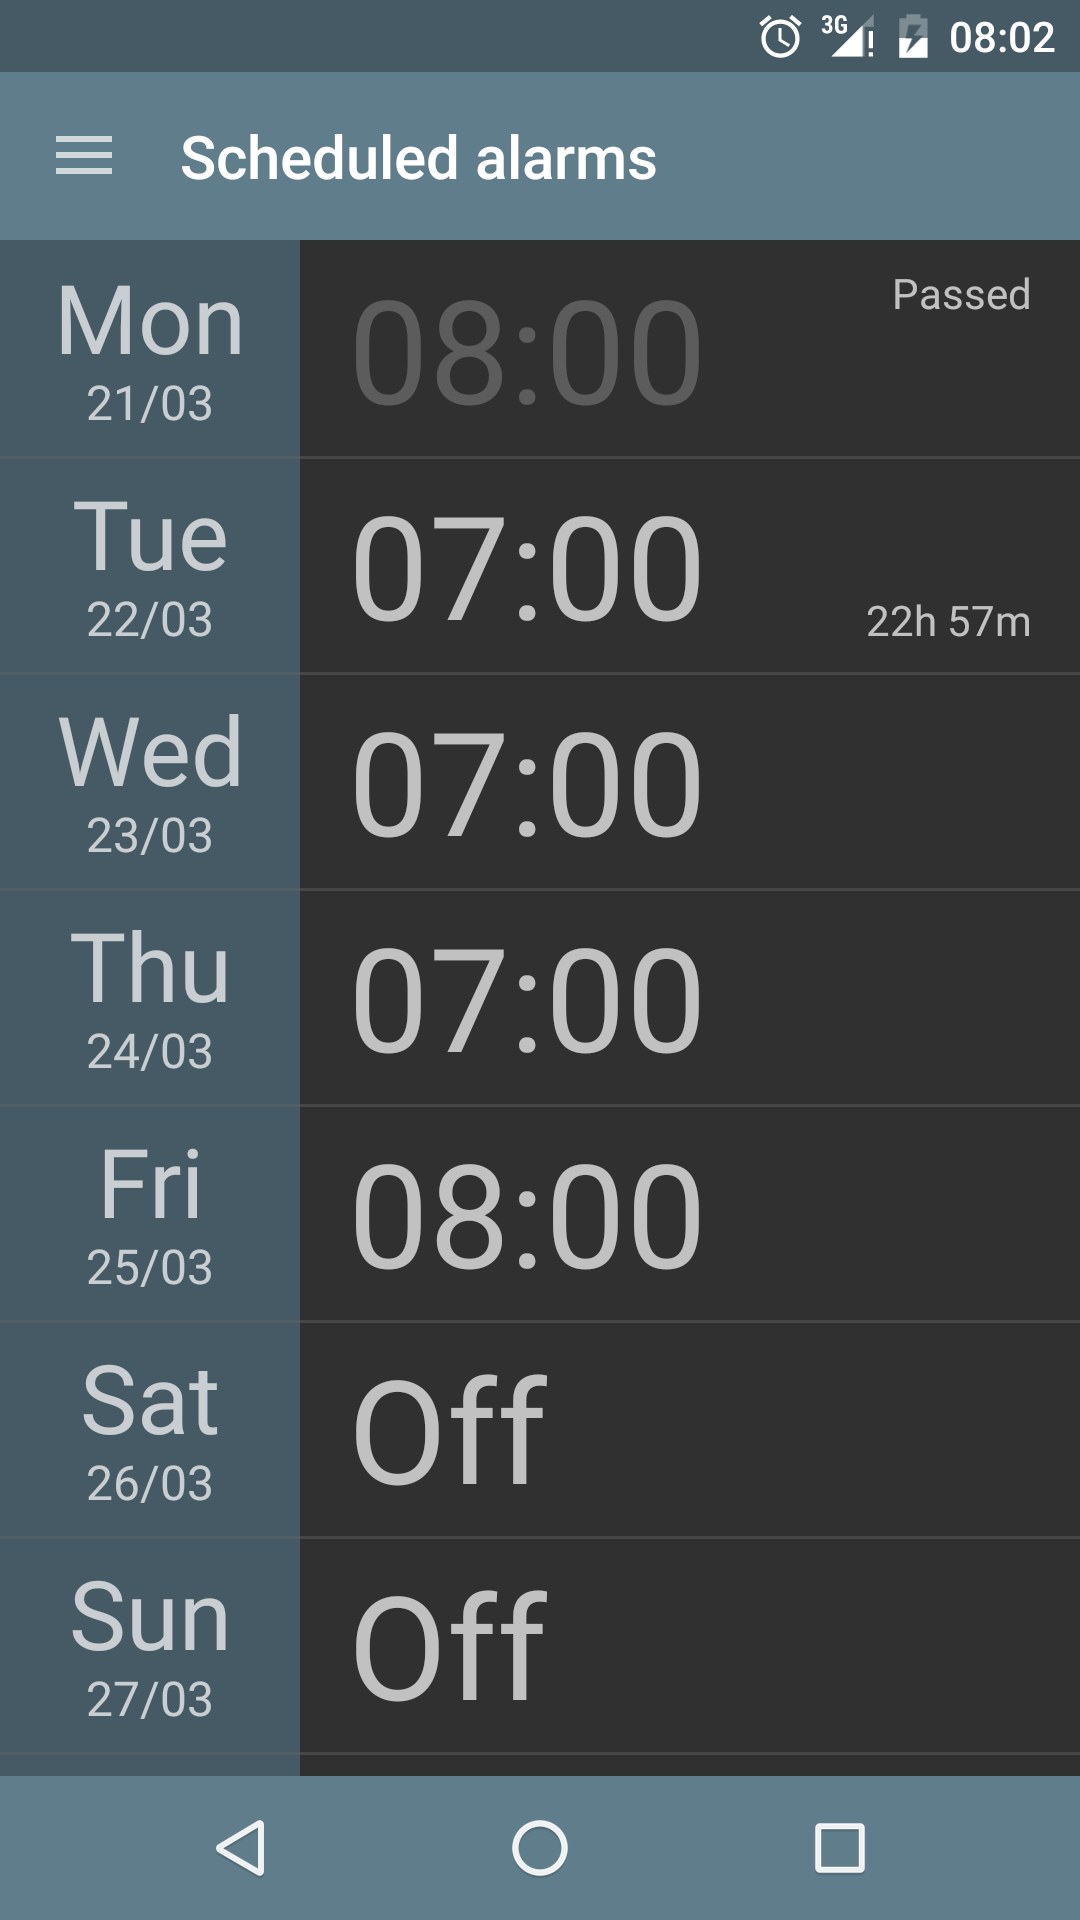 3G
08:02
Scheduled alarms
Mon
21/03
08:00
Passed
Tue
22/03
07:00
22h 57m
Wed
23/03
07:00
Thu
24/03
07:00
Fri
25/03
08:00
Sat
26/03
Off
Sun
27/03
Off